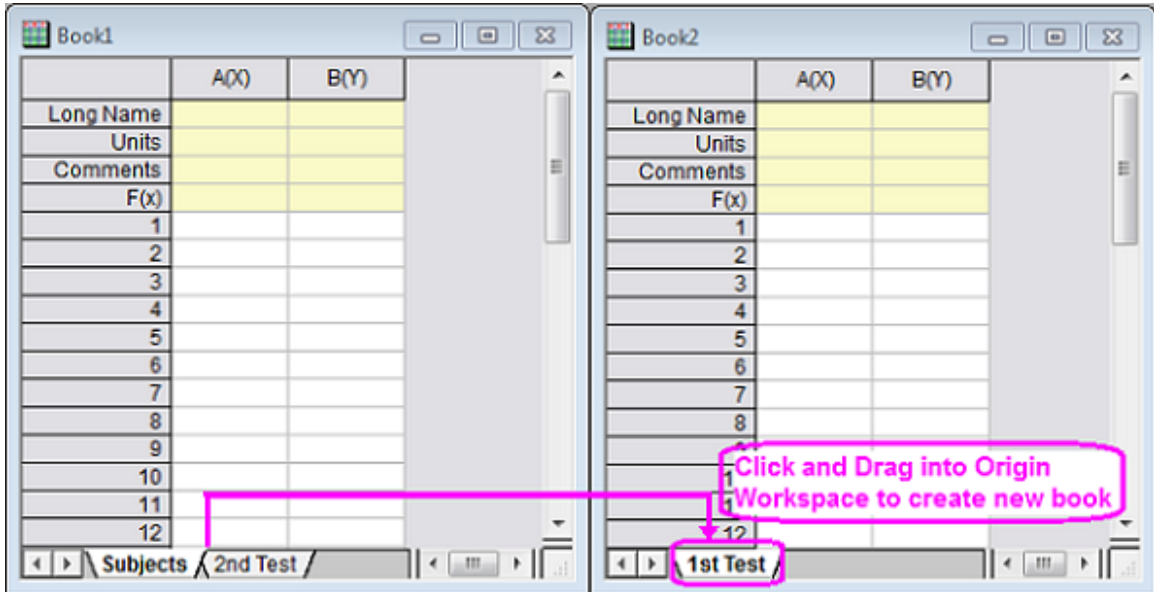 Book1
A(X) B(Y)
Long Name
Units
Comments
F(x)
1
2
3
4
5
6
7
8
9
10
11
12
Subjects 2nd Test
Book2
A(X) B(Y)
Long Name
Units
Comments
F(x)
1
2
3
4
5
6
7
8
Click and Drag into Origin
Workspace to create new book
12
1st Test